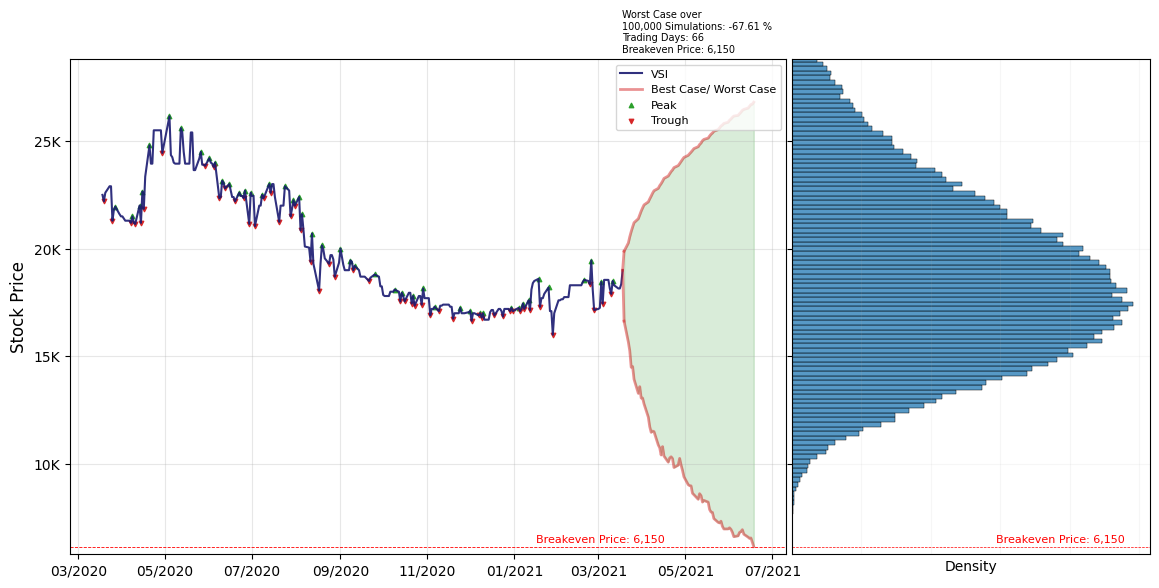 Worst Case over
100,000 Simulations: -67.61 %
Trading Days: 66
Breakeven Price: 6,150
VSI
Best Case/ Worst Case
Peak
Trough
25K
20K
15K
10K
Stock Price
Breakeven Price: 6,150
Breakeven Price: 6,150
03/2020 05/2020 07/2020 09/2020 11/2020 01/2021 03/2021 05/2021 07/2021
Density